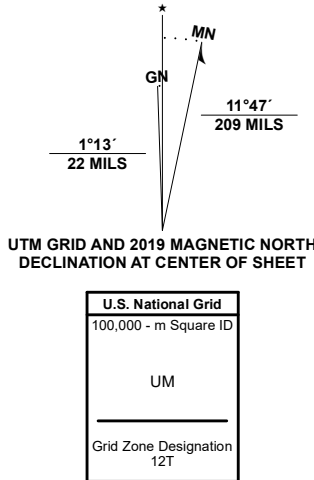 ★
MN
GN
11°47´
209 MILS
1°13´
22 MILS
UTM GRID AND 2019 MAGNETIC NORTH
DECLINATION AT CENTER OF SHEET
U.S. National Grid
100,000 - m Square ID
UM
Grid Zone Designation
12T